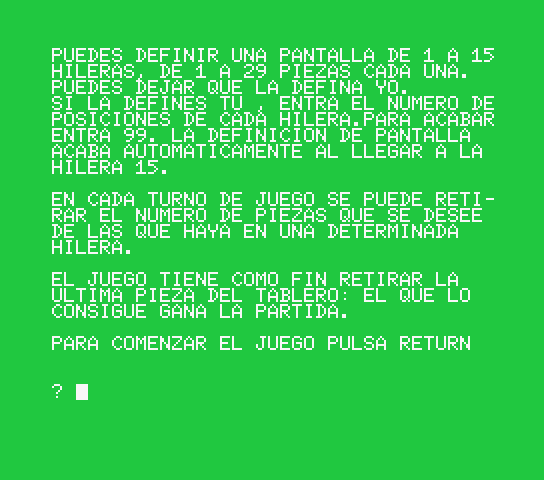 PUEDES DEFINIR UNA PANTALLA DE 1 A 15
HILERAS, DE 1 A 29 PIEZAS CADA UNA.
PUEDES DEJAR QUE LA DEFINA YO.
SI LA DEFINES TU , ENTRA EL NUMERO DE
POSICIONES DE CADA HILERA.PARA ACABAR
ENTRA 99. LA DEFINICION DE PANTALLA
ACABA AUTOMATICAMENTE AL LLEGAR A LA
HILERA 15.
EN CADA TURNO DE JUEGO SE PUEDE RETI-
RAR EL NUMERO DE PIEZAS QUE SE DESEE
DE LAS QUE HAYA EN UNA DETERMINADA
HILERA.
EL JUEGO TIENE COMO FIN RETIRAR LA
ULTIMA PIEZA DEL TABLERO: EL QUE LO
CONSIGUE GANA LA PARTIDA.
PARA COMENZAR EL JUEGO PULSA RETURN
?